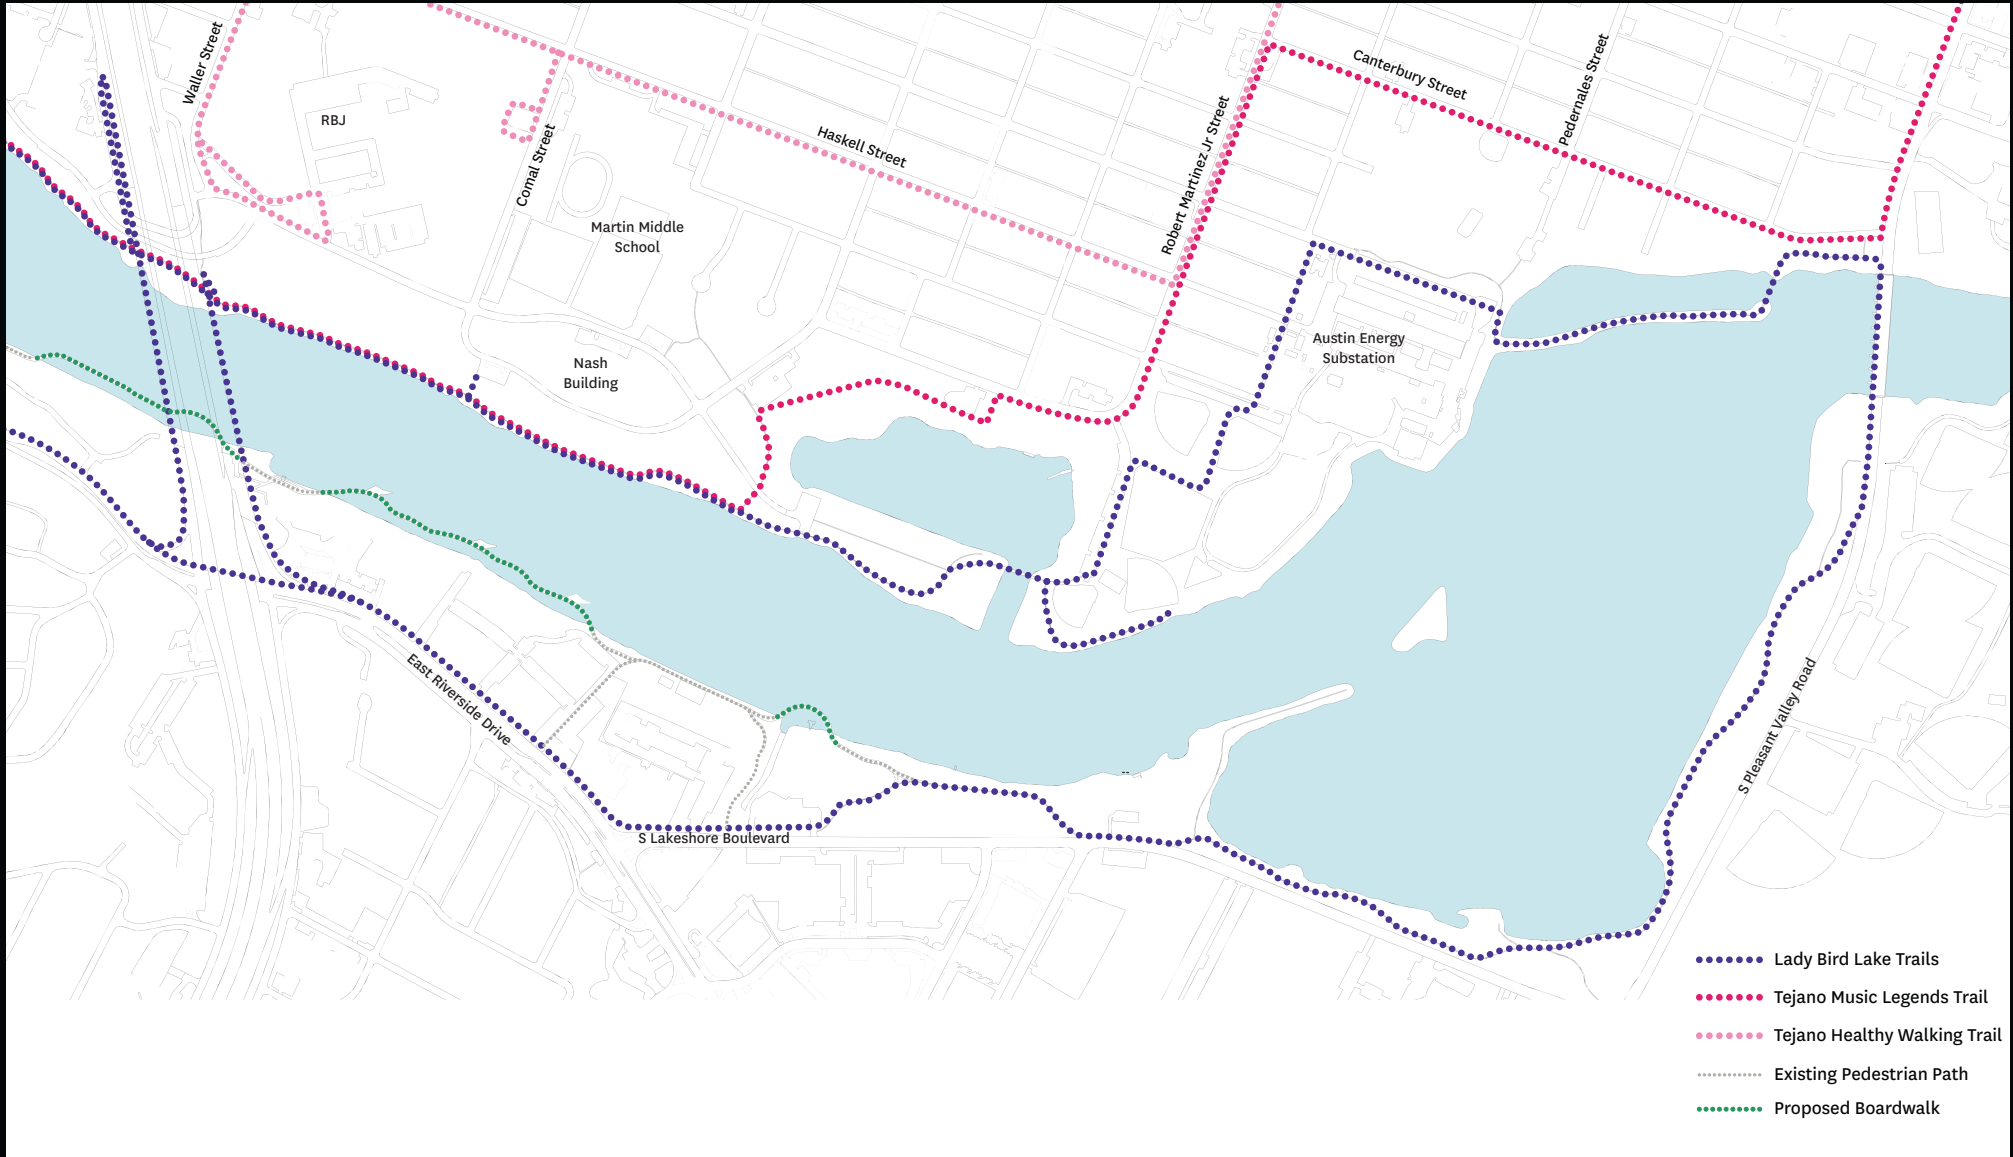 Waller Street
RBJ
Comal Street
Martin Middle
School
Haskell Street
Robert Martinez Jr Street
Canterbury Street
Pedernales Street
Nash
Building
Austin Energy
Substation
East Riverside Drive
S Lakeshore Boulevard
S Pleasant Valley Road
Lady Bird Lake Trails
Tejano Music Legends Trail
Tejano Healthy Walking Trail
Existing Pedestrian Path
Proposed Boardwalk